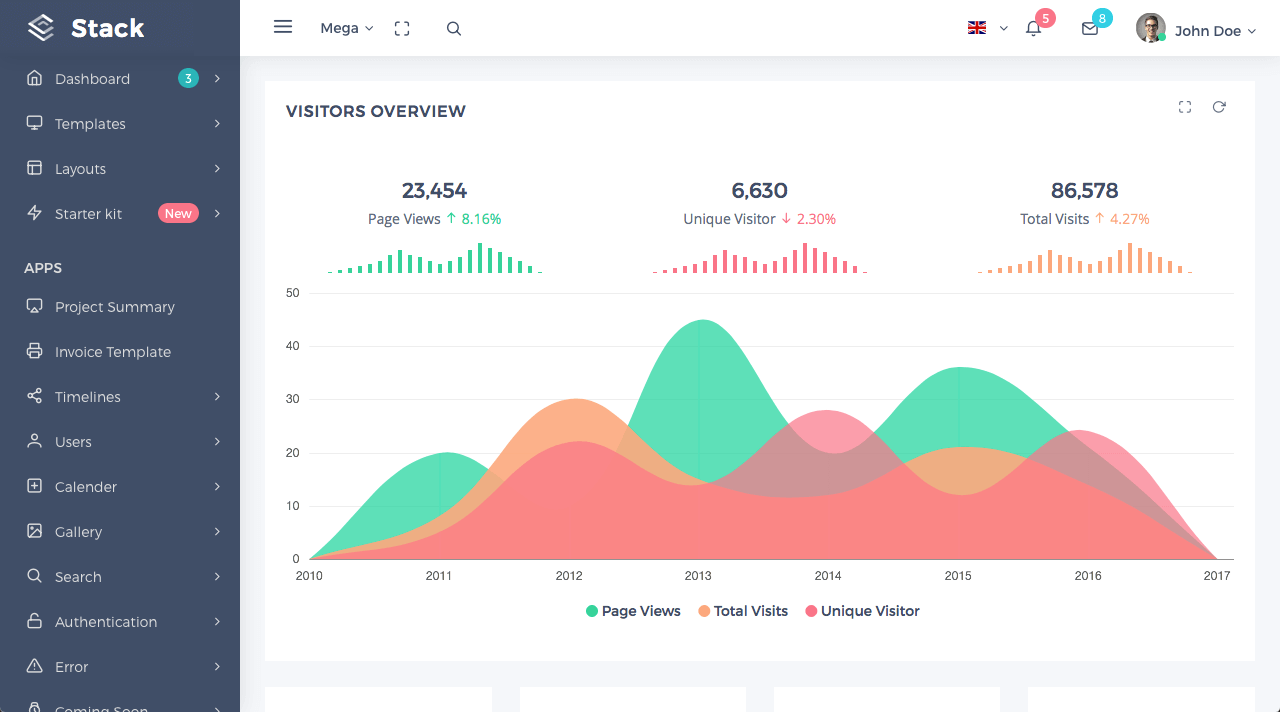 Stack
Mega
5
8
John Doe
Dashboard 3
Templates
Layouts
Starter kit New
APPS
Project Summary
Invoice Template
Timelines
Users
Calender
Gallery
Search
Authentication
Error
Coming Soon
VISITORS OVERVIEW
23,454
Page Views ↑ 8.16%
6,630
Unique Visitor ↓ 2.30%
86,578
Total Visits ↑ 4.27%
50
40
30
20
10
0
2010 2011 2012 2013 2014 2015 2016 2017
Page Views Total Visits Unique Visitor